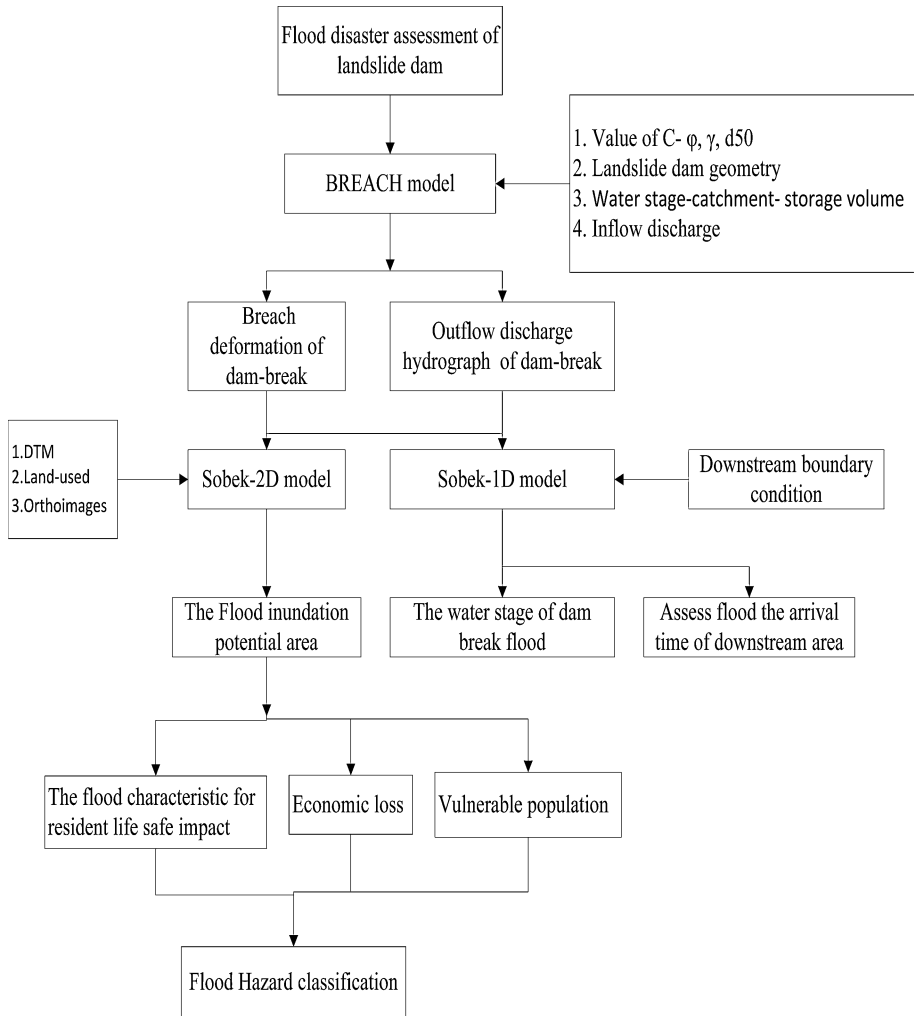 Flood disaster assessment of
landslide dam
1. Value of C- φ, γ, d50
2. Landslide dam geometry
3. Water stage-catchment- storage volume
4. Inflow discharge
BREACH model
Breach
deformation of
dam-break
Outflow discharge
hydrograph of dam-break
1.DTM
2.Land-used
3.Orthoimages
Sobek-2D model
Sobek-1D model
Downstream boundary
condition
The Flood inundation
potential area
The water stage of dam
break flood
Assess flood the arrival
time of downstream area
The flood characteristic for
resident life safe impact
Economic loss
Vulnerable population
Flood Hazard classification